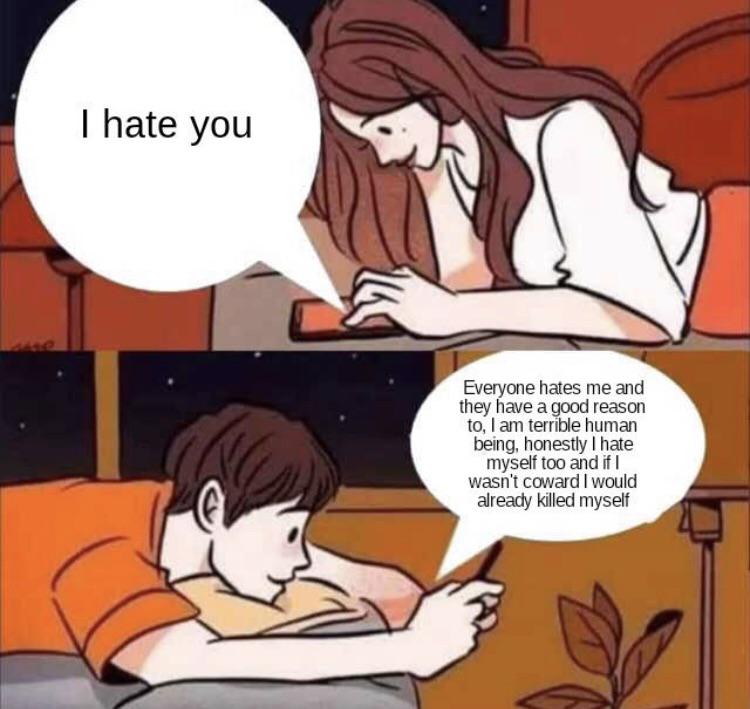 I hate you
Everyone hates me and
they have a good reason
to, I am terrible human
being, honestly I hate
myself too and if I
wasn't coward I would
already killed myself